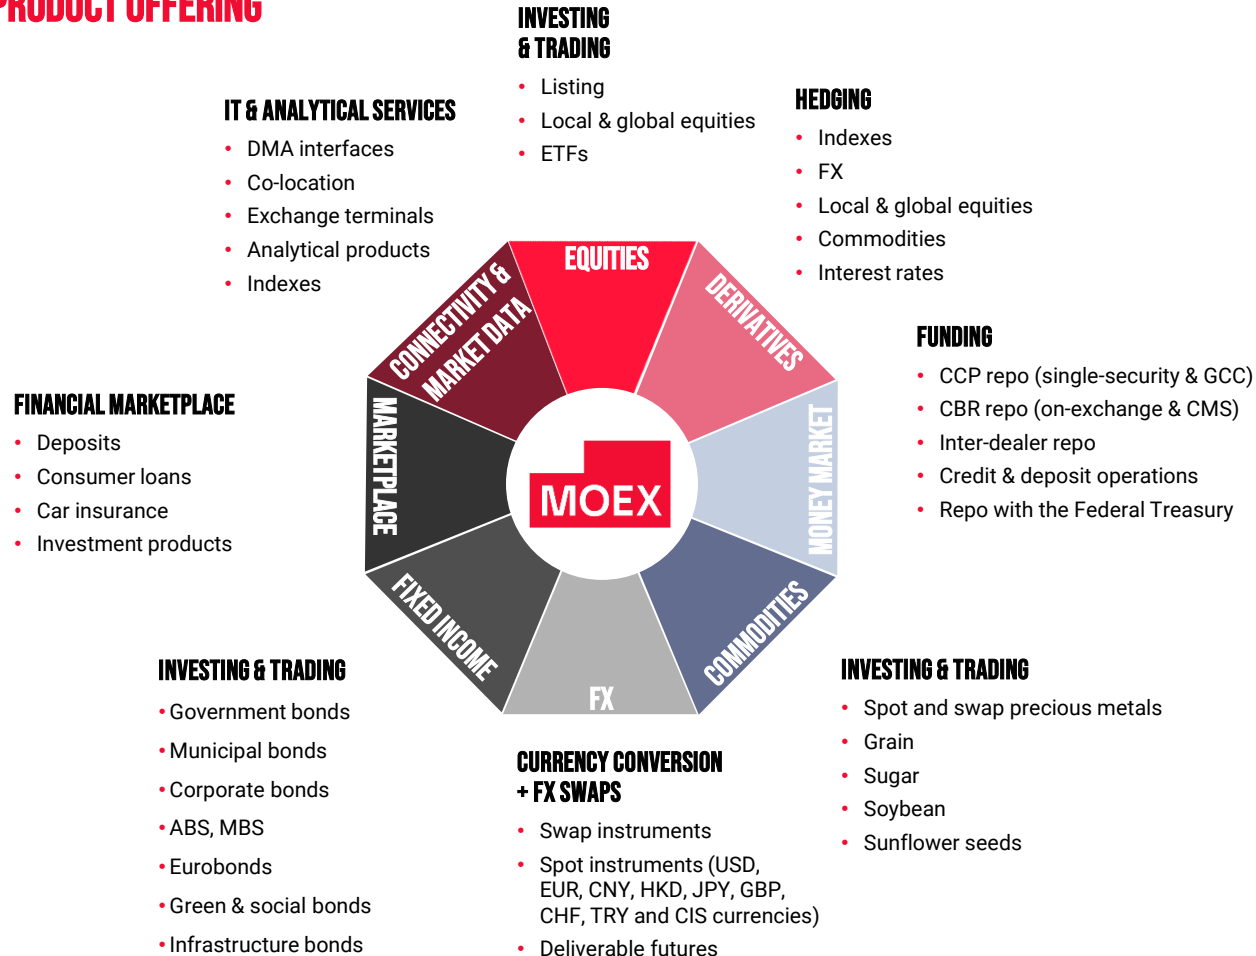 PRODUCT OFFERING
INVESTING
& TRADING
• Listing
• Local & global equities
• ETFs
HEDGING
• Indexes
• FX
• Local & global equities
• Commodities
• Interest rates
IT & ANALYTICAL SERVICES
• DMA interfaces
• Co-location
• Exchange terminals
• Analytical products
• Indexes
FUNDING
• CCP repo (single-security & GCC)
• CBR repo (on-exchange & CMS)
• Inter-dealer repo
• Credit & deposit operations
• Repo with the Federal Treasury
FINANCIAL MARKETPLACE
• Deposits
• Consumer loans
• Car insurance
• Investment products
EQUITIES
DERIVATIVES
MONEY MARKET
COMMODITIES
FX
FIXED INCOME
MARKETPLACE
CONNECTIVITY &
MARKET DATA
MOEX
INVESTING & TRADING
• Government bonds
• Municipal bonds
• Corporate bonds
• ABS, MBS
• Eurobonds
• Green & social bonds
• Infrastructure bonds
CURRENCY CONVERSION
+ FX SWAPS
• Swap instruments
• Spot instruments (USD,
EUR, CNY, HKD, JPY, GBP,
CHF, TRY and CIS currencies)
• Deliverable futures
INVESTING & TRADING
• Spot and swap precious metals
• Grain
• Sugar
• Soybean
• Sunflower seeds